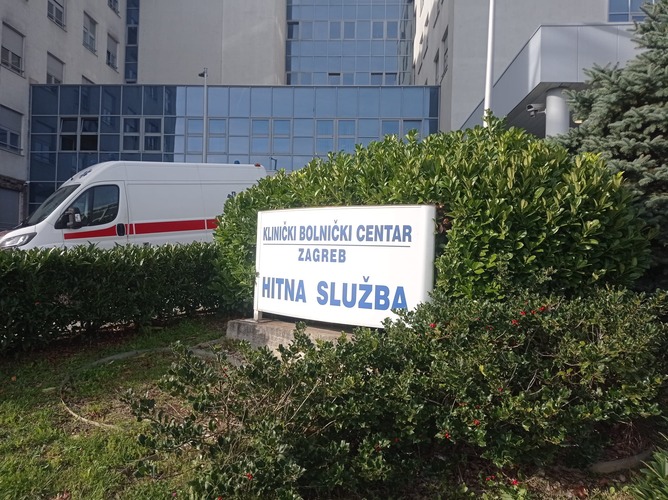 KLINIČKI BOLNIČKI CENTAR
ZAGREB
HITNA SLUŽBA